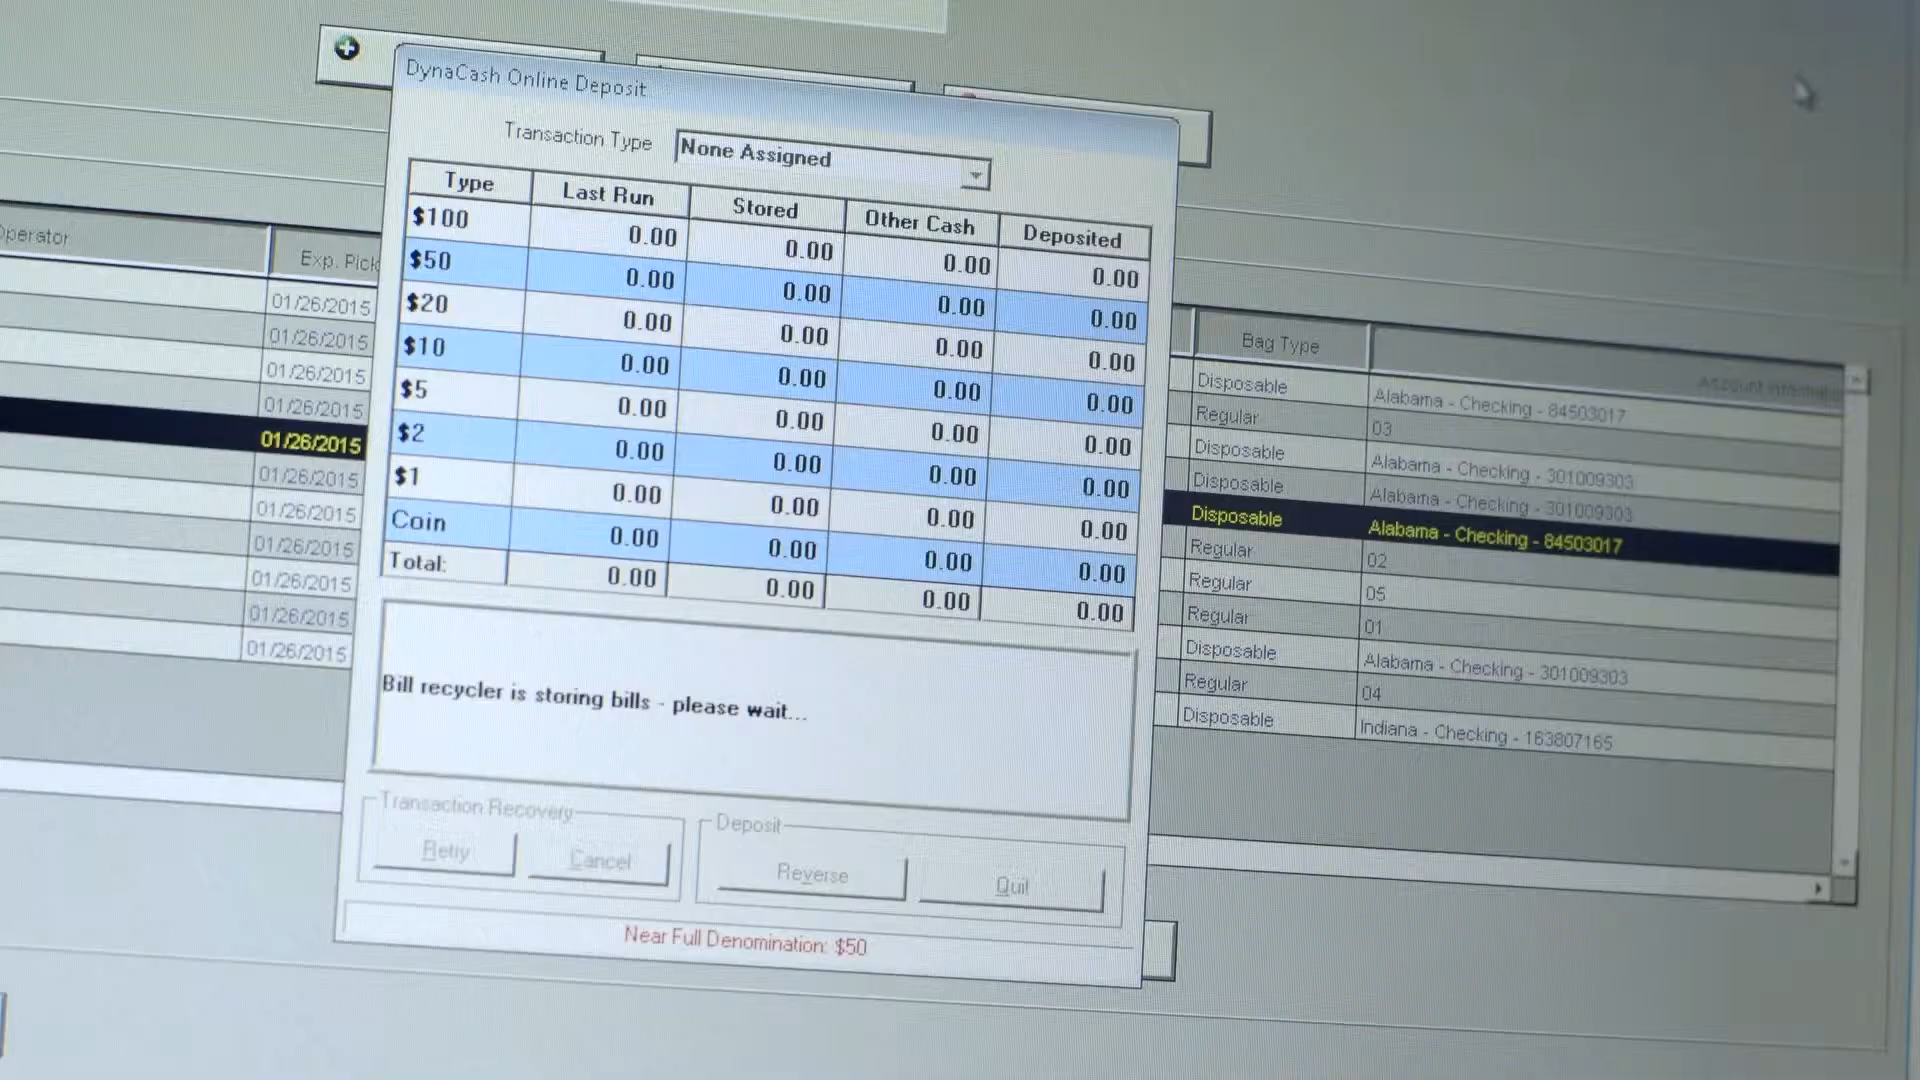 DynaCash Online Deposit
Transaction Type None Assigned
Type Last Run Stored Other Cash Deposited
$100 0.00 0.00 0.00 0.00
$50 0.00 0.00 0.00 0.00
$20 0.00 0.00 0.00 0.00
$10 0.00 0.00 0.00 0.00
$5 0.00 0.00 0.00 0.00
$2 0.00 0.00 0.00 0.00
$1 0.00 0.00 0.00 0.00
Coin 0.00 0.00 0.00 0.00
Total: 0.00 0.00 0.00 0.00
Bill recycler is storing bills - please wait...
Transaction Recovery
Retry Cancel
Deposit
Reverse Quit
Near Full Denomination: $50
Operator Exp. Pick
01/26/2015
01/26/2015
01/26/2015
01/26/2015
01/26/2015
01/26/2015
01/26/2015
01/26/2015
01/26/2015
01/26/2015
01/26/2015
Bag Type Account
Disposable Alabama - Checking - 84503017
Regular 03
Disposable Alabama - Checking - 301009303
Disposable Alabama - Checking - 301009303
Disposable Alabama - Checking - 84503017
Regular 02
Regular 05
Regular 01
Disposable Alabama - Checking - 301009303
Regular 04
Disposable Indiana - Checking - 163807165